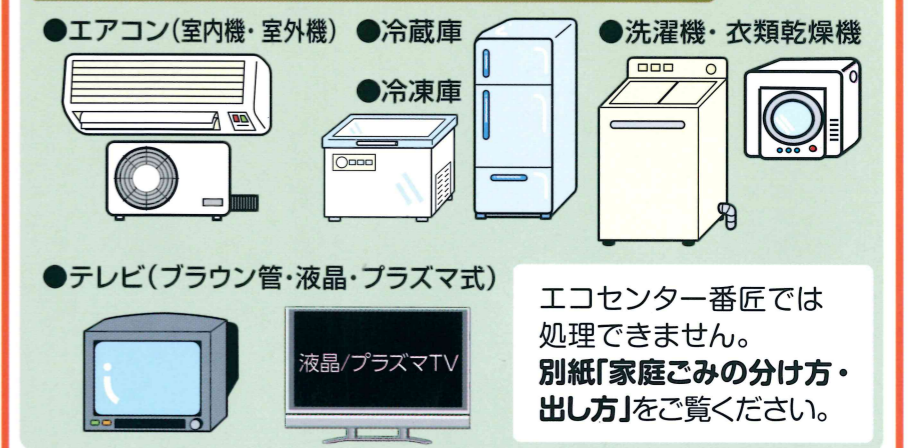 ●エアコン(室内機・室外機)
●冷蔵庫
●冷凍庫
●洗濯機・衣類乾燥機
●テレビ(ブラウン管・液晶・プラズマ式)
液晶/プラズマTV
エコセンター番匠では
処理できません。
別紙「家庭ごみの分け方・
出し方」をご覧ください。